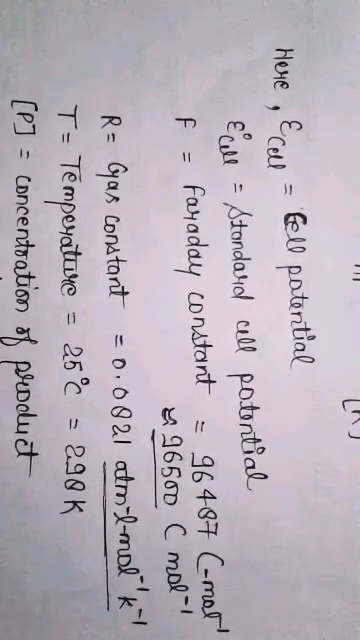 [R]
Here, Ecell = Cell potential
E°cell = Standard cell potential
F = Faraday constant = 96487 C-mol⁻¹
≈ 96500 C mol⁻¹
R = Gas constant = 0.0821 atm-l-mol⁻¹ K⁻¹
T = Temperature = 25°C = 298 K
[P] = concentration of product